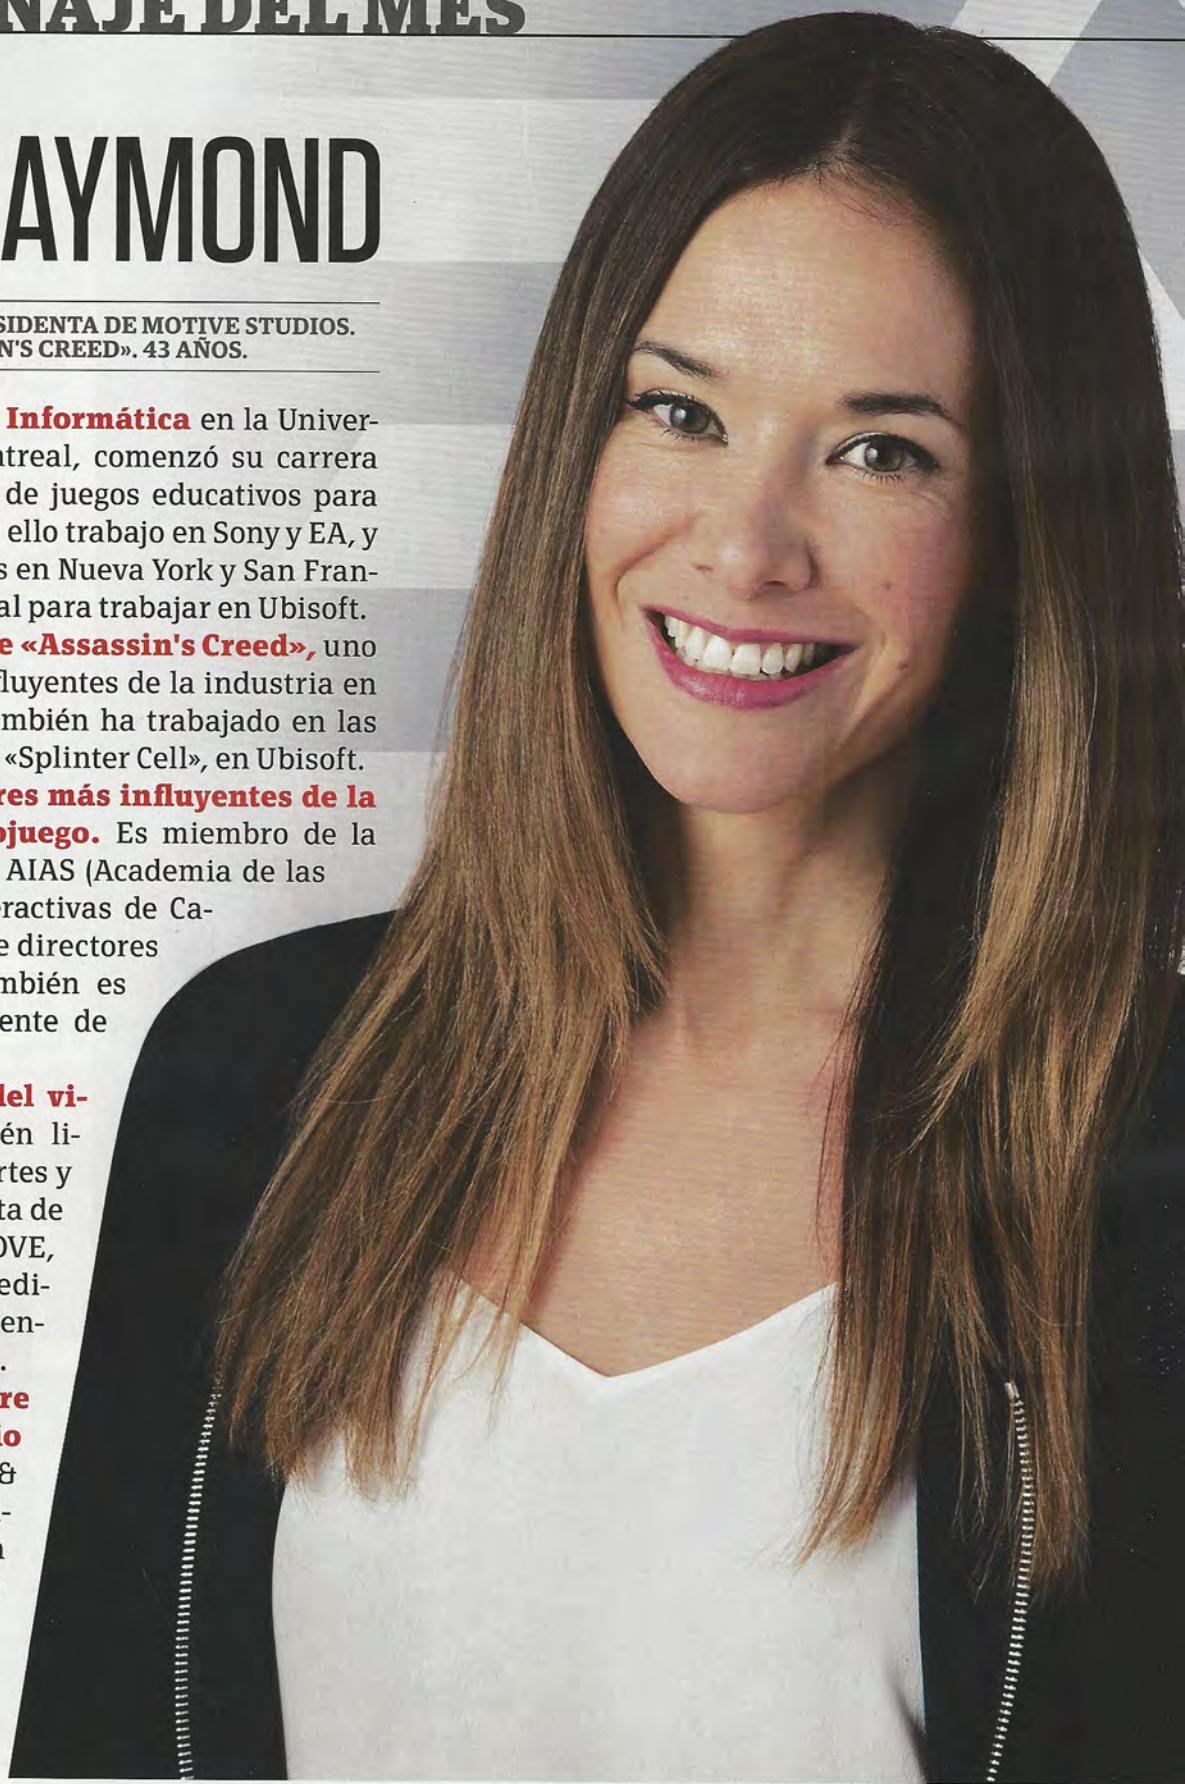 NAJE DEL MES
AYMOND
SIDENTA DE MOTIVE STUDIOS.
N'S CREED». 43 AÑOS.
Informática en la Univer-
ntreal, comenzó su carrera
de juegos educativos para
ello trabajo en Sony y EA, y
s en Nueva York y San Fran-
al para trabajar en Ubisoft.
e «Assassin's Creed», uno
fluyentes de la industria en
ambién ha trabajado en las
«Splinter Cell», en Ubisoft.
res más influyentes de la
ojuego. Es miembro de la
AIAS (Academia de las
eractivas de Ca-
e directores
mbién es
ente de
del vi-
én li-
rtes y
ta de
OVE,
edi-
en-
.
re
io
&
-